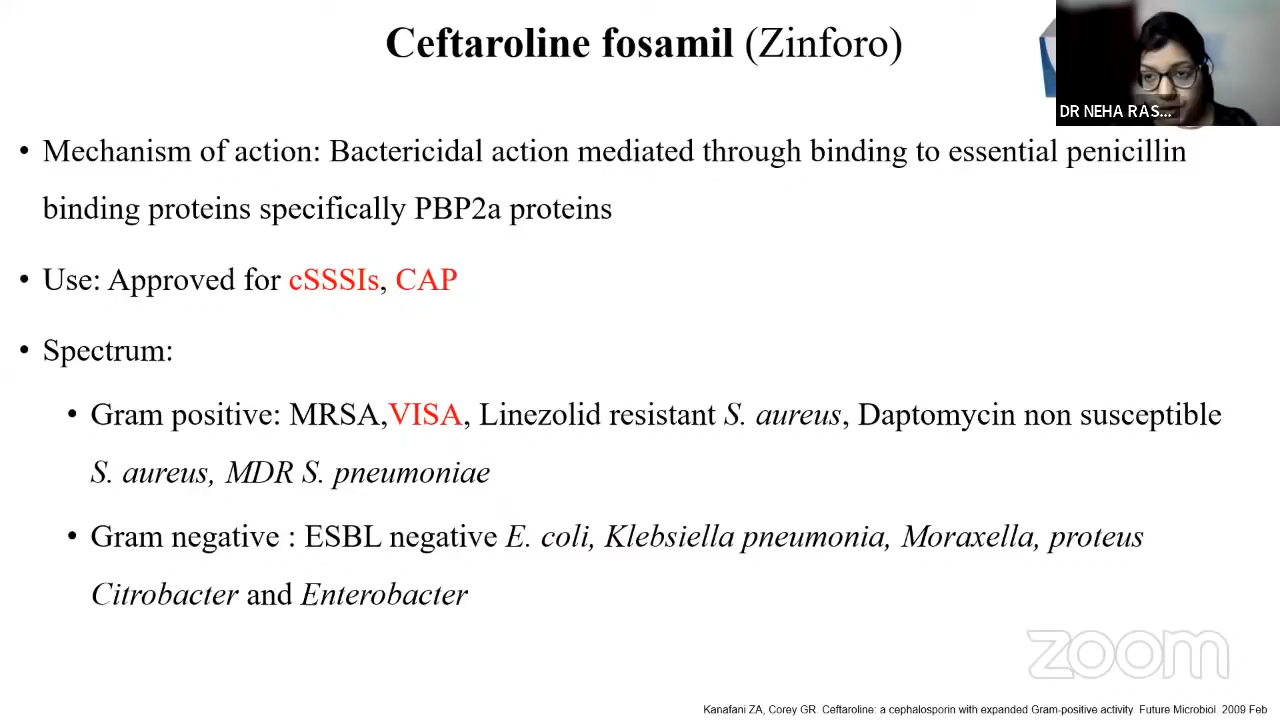 Ceftaroline fosamil (Zinforo)
DR NEHA RAS...
• Mechanism of action: Bactericidal action mediated through binding to essential penicillin
binding proteins specifically PBP2a proteins
• Use: Approved for cSSSIs, CAP
• Spectrum:
• Gram positive: MRSA,VISA, Linezolid resistant S. aureus, Daptomycin non susceptible
S. aureus, MDR S. pneumoniae
• Gram negative : ESBL negative E. coli, Klebsiella pneumonia, Moraxella, proteus
Citrobacter and Enterobacter
zoom
Kanafani ZA, Corey GR. Ceftaroline: a cephalosporin with expanded Gram-positive activity. Future Microbiol. 2009 Feb